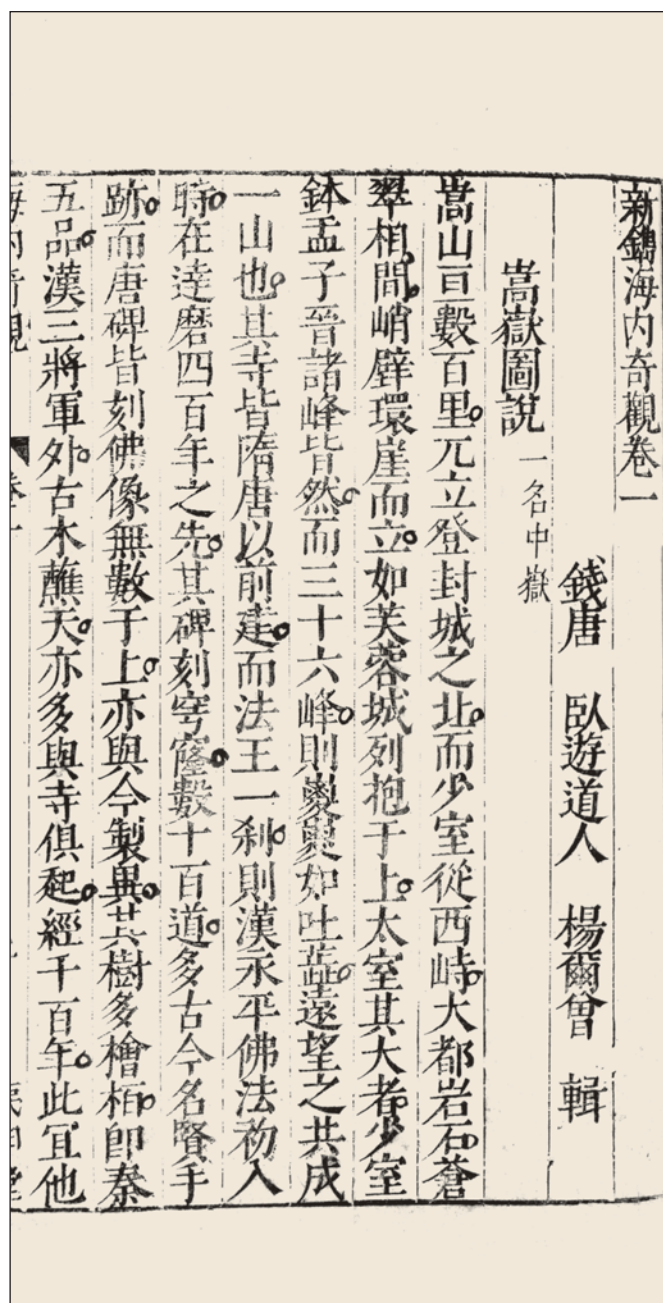 新鐫海内奇觀卷一
錢唐 臥遊道人 楊爾曾 輯
嵩嶽圖說 一名中嶽
嵩山亘數百里。兀立登封城之北。而少室從西峙。大都岩石。蒼
翠相。間。峭壁環崖而立。如芙蓉城列抱于上。太室其大者。少室
鉢盂子晉諸峰皆然。而三十六峰。則夔夔如吐蘁。遠望之共成
一山也。其寺皆隋唐以前建。而法王一刹。則漢永平佛法初入
時。在達磨四百年之先。其碑刻穹窿。數十百道。多古今名賢手
跡。而唐碑皆刻佛像無數于上。亦與今製異。其樹多檜栢。即秦
五品。漢三將軍外。古木蘸天。亦多與寺俱起。經千百年。此冝他
海内奇觀 卷一